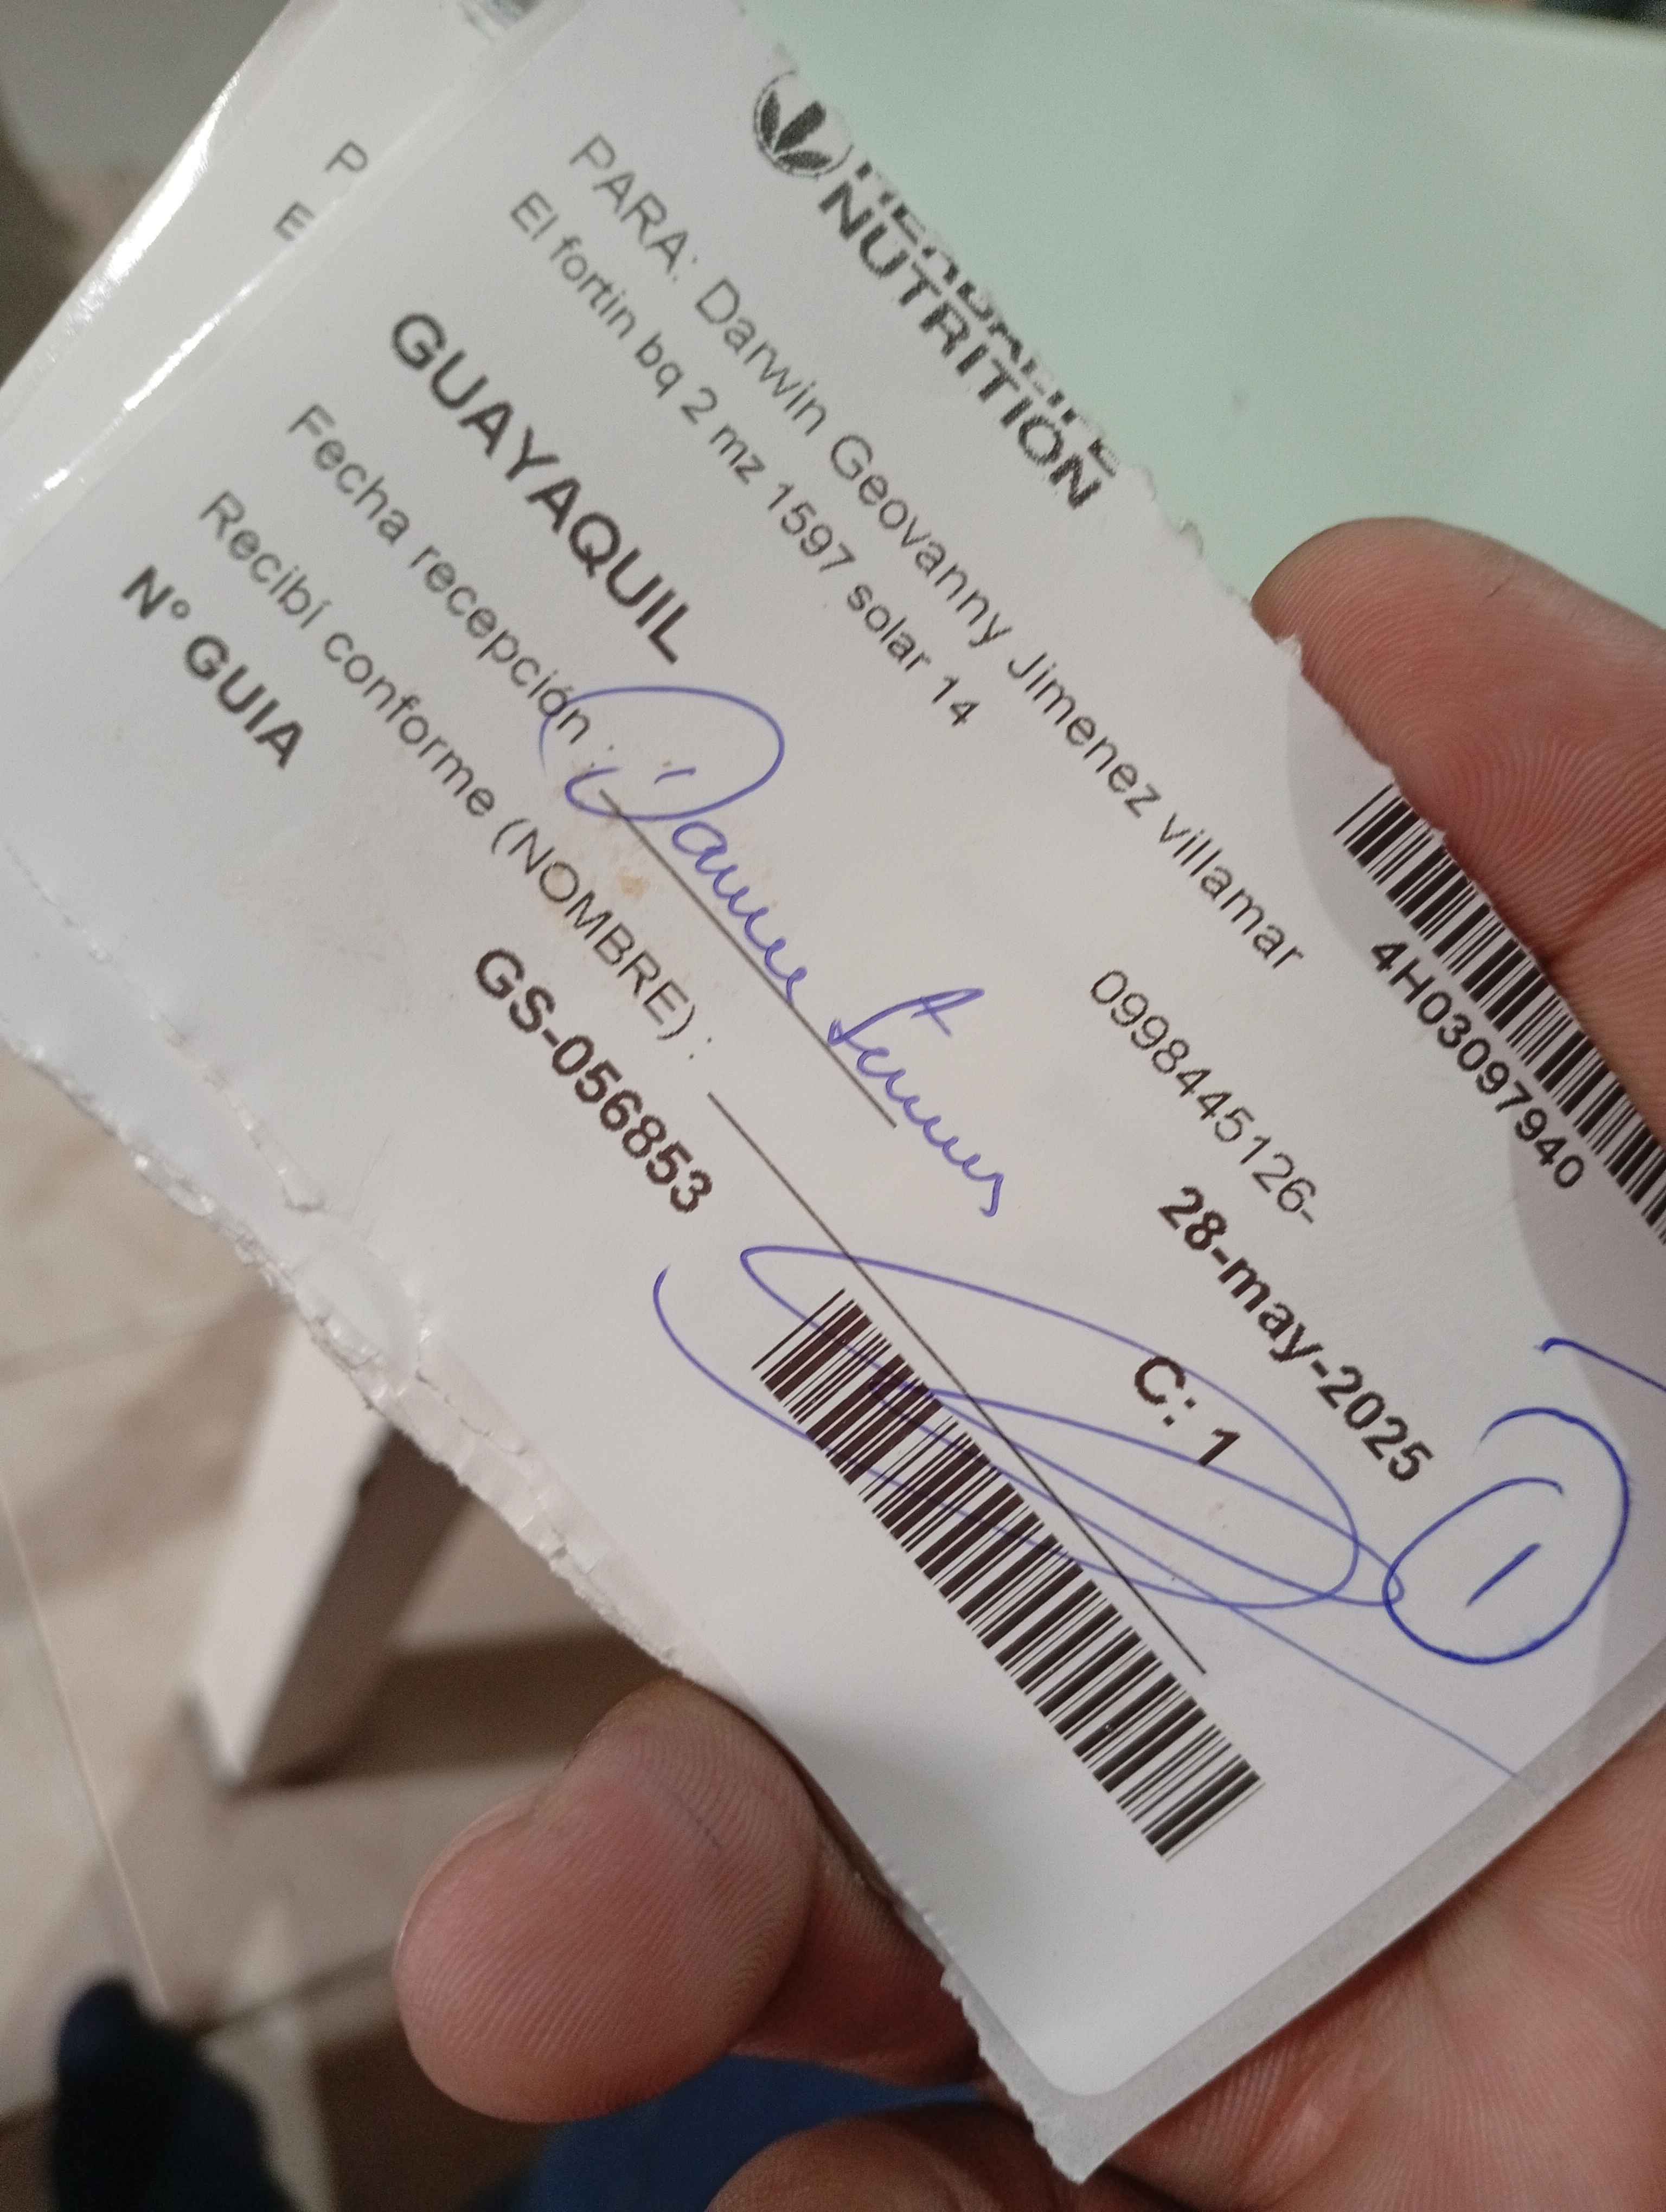 NUTRITION
4H03097940
PARA: Darwin Geovanny Jimenez villamar
El fortin bq 2 mz 1597 solar 14
0998445126-
GUAYAQUIL
28-may-2025
Fecha recepción :
C: 1
1
Recibí conforme (NOMBRE) :
N° GUIA
GS-056853
P
E